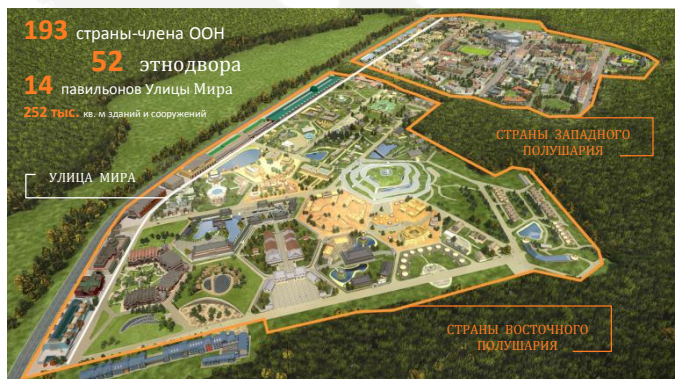 193 страны-члена ООН
52 этнодвора
14 павильонов Улицы Мира
252 тыс. кв. м зданий и сооружений
СТРАНЫ ЗАПАДНОГО
ПОЛУШАРИЯ
УЛИЦА МИРА
СТРАНЫ ВОСТОЧНОГО
ПОЛУШАРИЯ